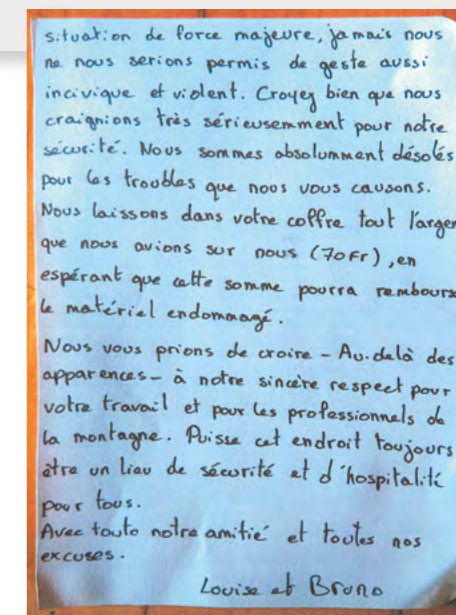 situation de force majeure, jamais nous
ne nous serions permis de geste aussi
incivique et violent. Croyez bien que nous
craignions très sérieusemment pour notre
sécurité. Nous sommes absolumment désolés
pour les troubles que nous vous causons.
Nous laissons dans votre coffre tout l'argen
que nous avions sur nous (70Fr), en
espérant que cette somme pourra rembourse
le matériel endommagé.
Nous vous prions de croire - Au-delà des
apparences - à notre sincère respect pour
votre travail et pour les professionnels de
la montagne. Puisse cet endroit toujours
être un lieu de sécurité et d'hospitalité
pour tous.
Avec toute notre amitié et toutes nos
excuses.
Louise et Bruno